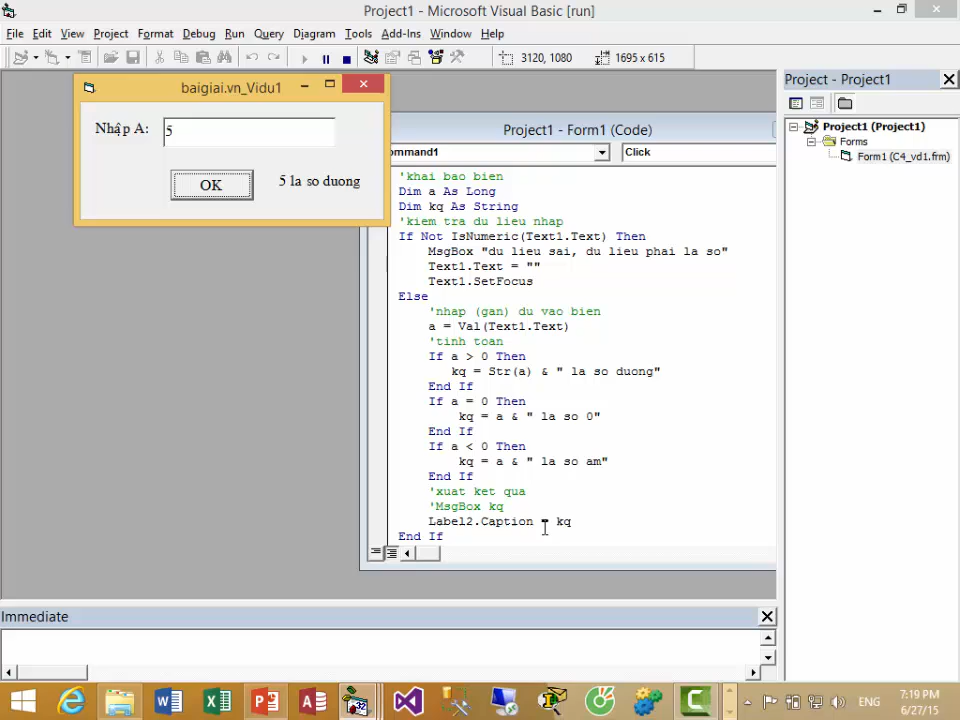 Project1 - Microsoft Visual Basic [run]
File Edit View Project Format Debug Run Query Diagram Tools Add-Ins Window Help
3120, 1080 1695 x 615
baigiai.vn_Vidu1
Nhập A: 5
OK 5 la so duong
Project1 - Form1 (Code)
ommand1 Click
'khai bao bien
Dim a As Long
Dim kq As String
'kiem tra du lieu nhap
If Not IsNumeric(Text1.Text) Then
MsgBox "du lieu sai, du lieu phai la so"
Text1.Text = ""
Text1.SetFocus
Else
'nhap (gan) du vao bien
a = Val(Text1.Text)
'tinh toan
If a > 0 Then
kq = Str(a) & " la so duong"
End If
If a = 0 Then
kq = a & " la so 0"
End If
If a < 0 Then
kq = a & " la so am"
End If
'xuat ket qua
'MsgBox kq
Label2.Caption = kq
End If
Project - Project1
Project1 (Project1)
Forms
Form1 (C4_vd1.frm)
Immediate
ENG
7:19 PM
6/27/15